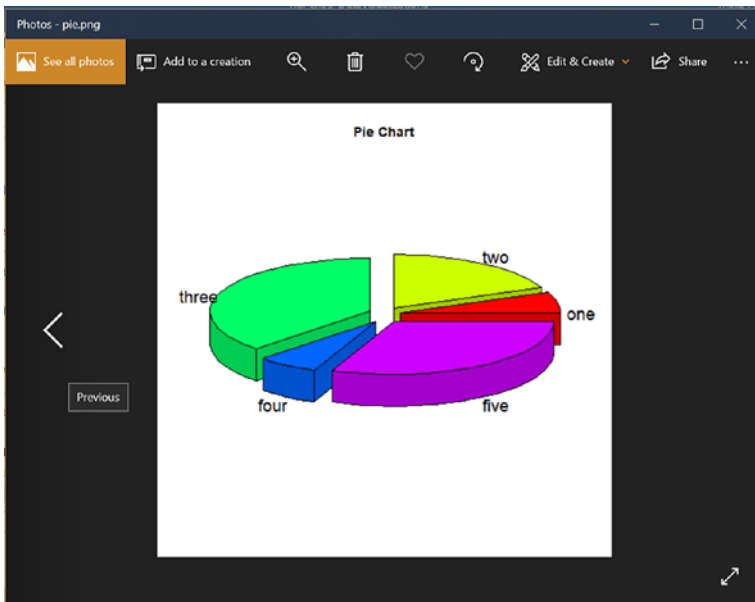 Photos - pie.png
See all photos
Add to a creation
Edit & Create
Share
Pie Chart
two
three
one
Previous
four
five